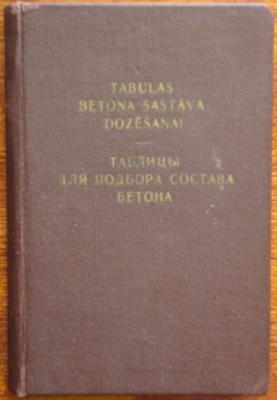 TABULAS
BETONA SASTĀVA
DOZĒŠANAI
ТАБЛИЦЫ
ДЛЯ ПОДБОРА СОСТАВА
БЕТОНА